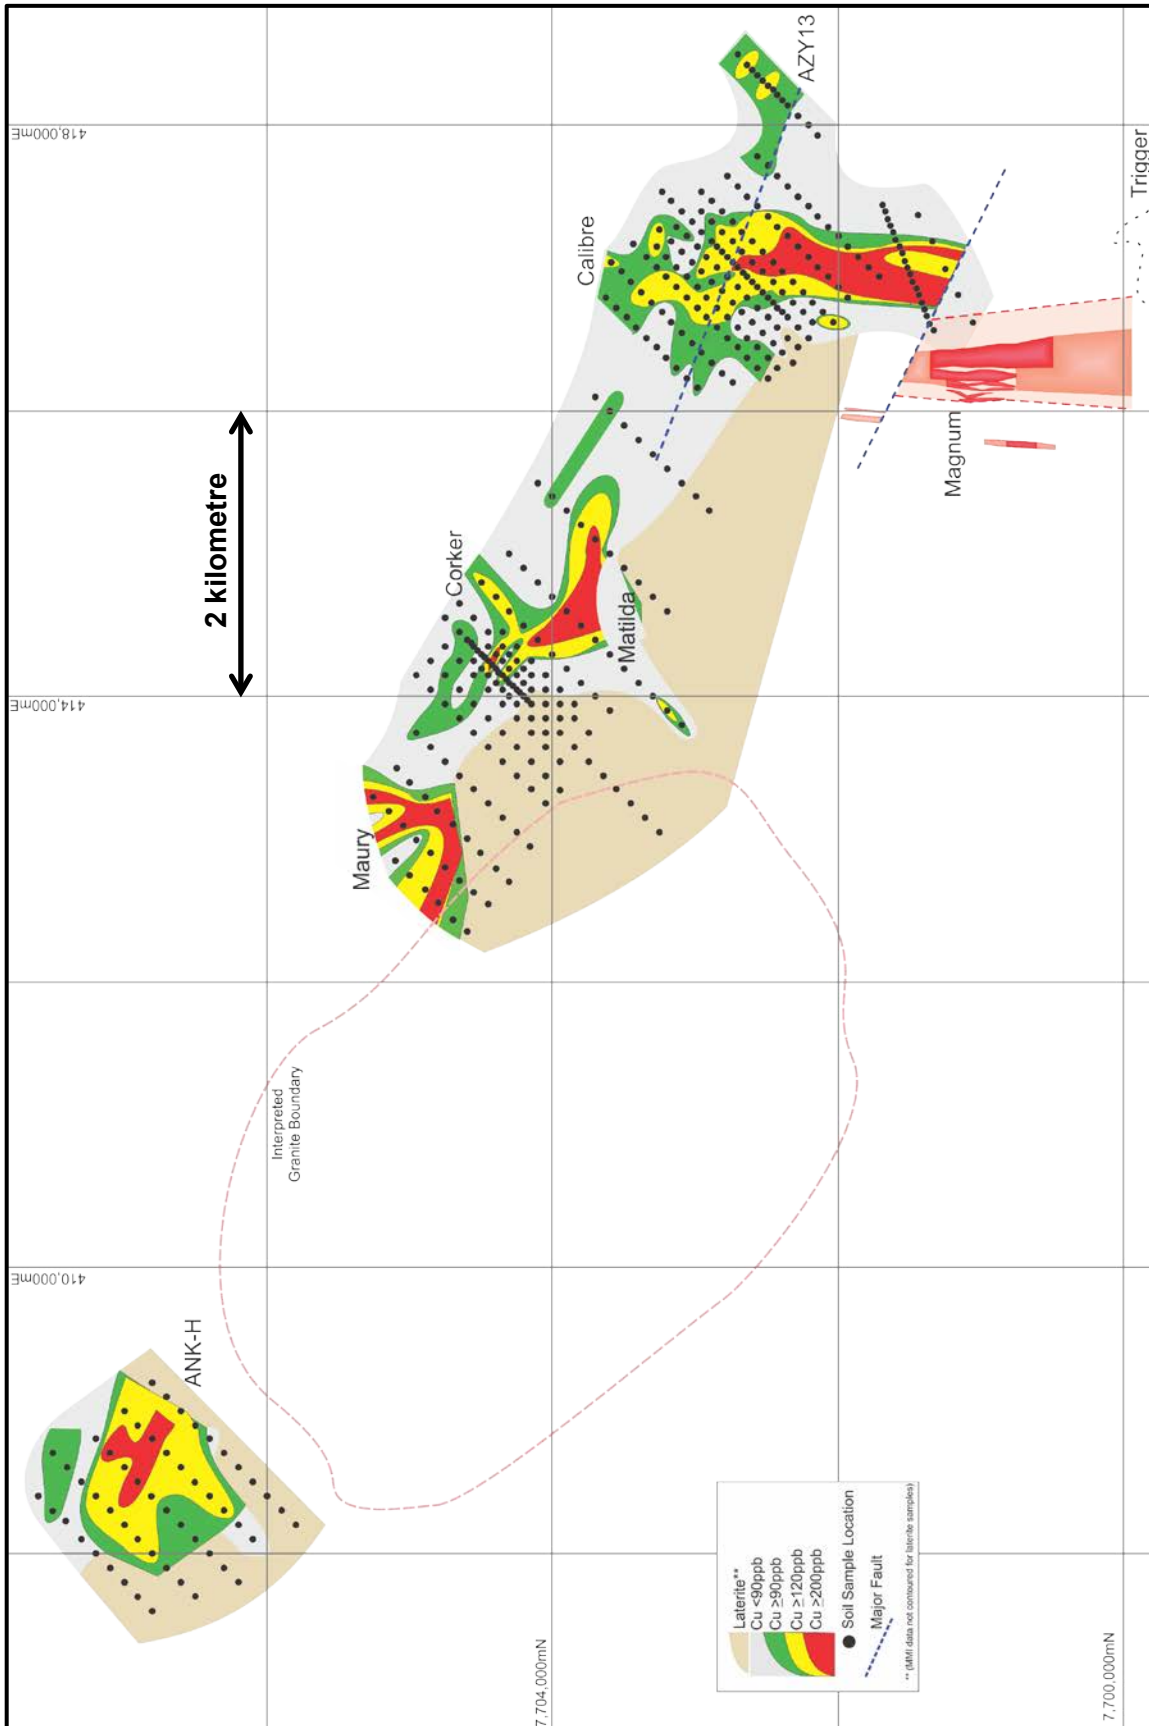 418,000mE
AZY13
Trigger
Calibre
Magnum
2 kilometre
Corker
Matilda
414,000mE
Maury
Interpreted
Granite Boundary
410,000mE
ANK-H
Laterite**
Cu <90ppb
Cu ≥90ppb
Cu ≥120ppb
Cu ≥200ppb
Soil Sample Location
Major Fault
** (MMI data not contoured for laterite samples)
7,704,000mN
7,700,000mN